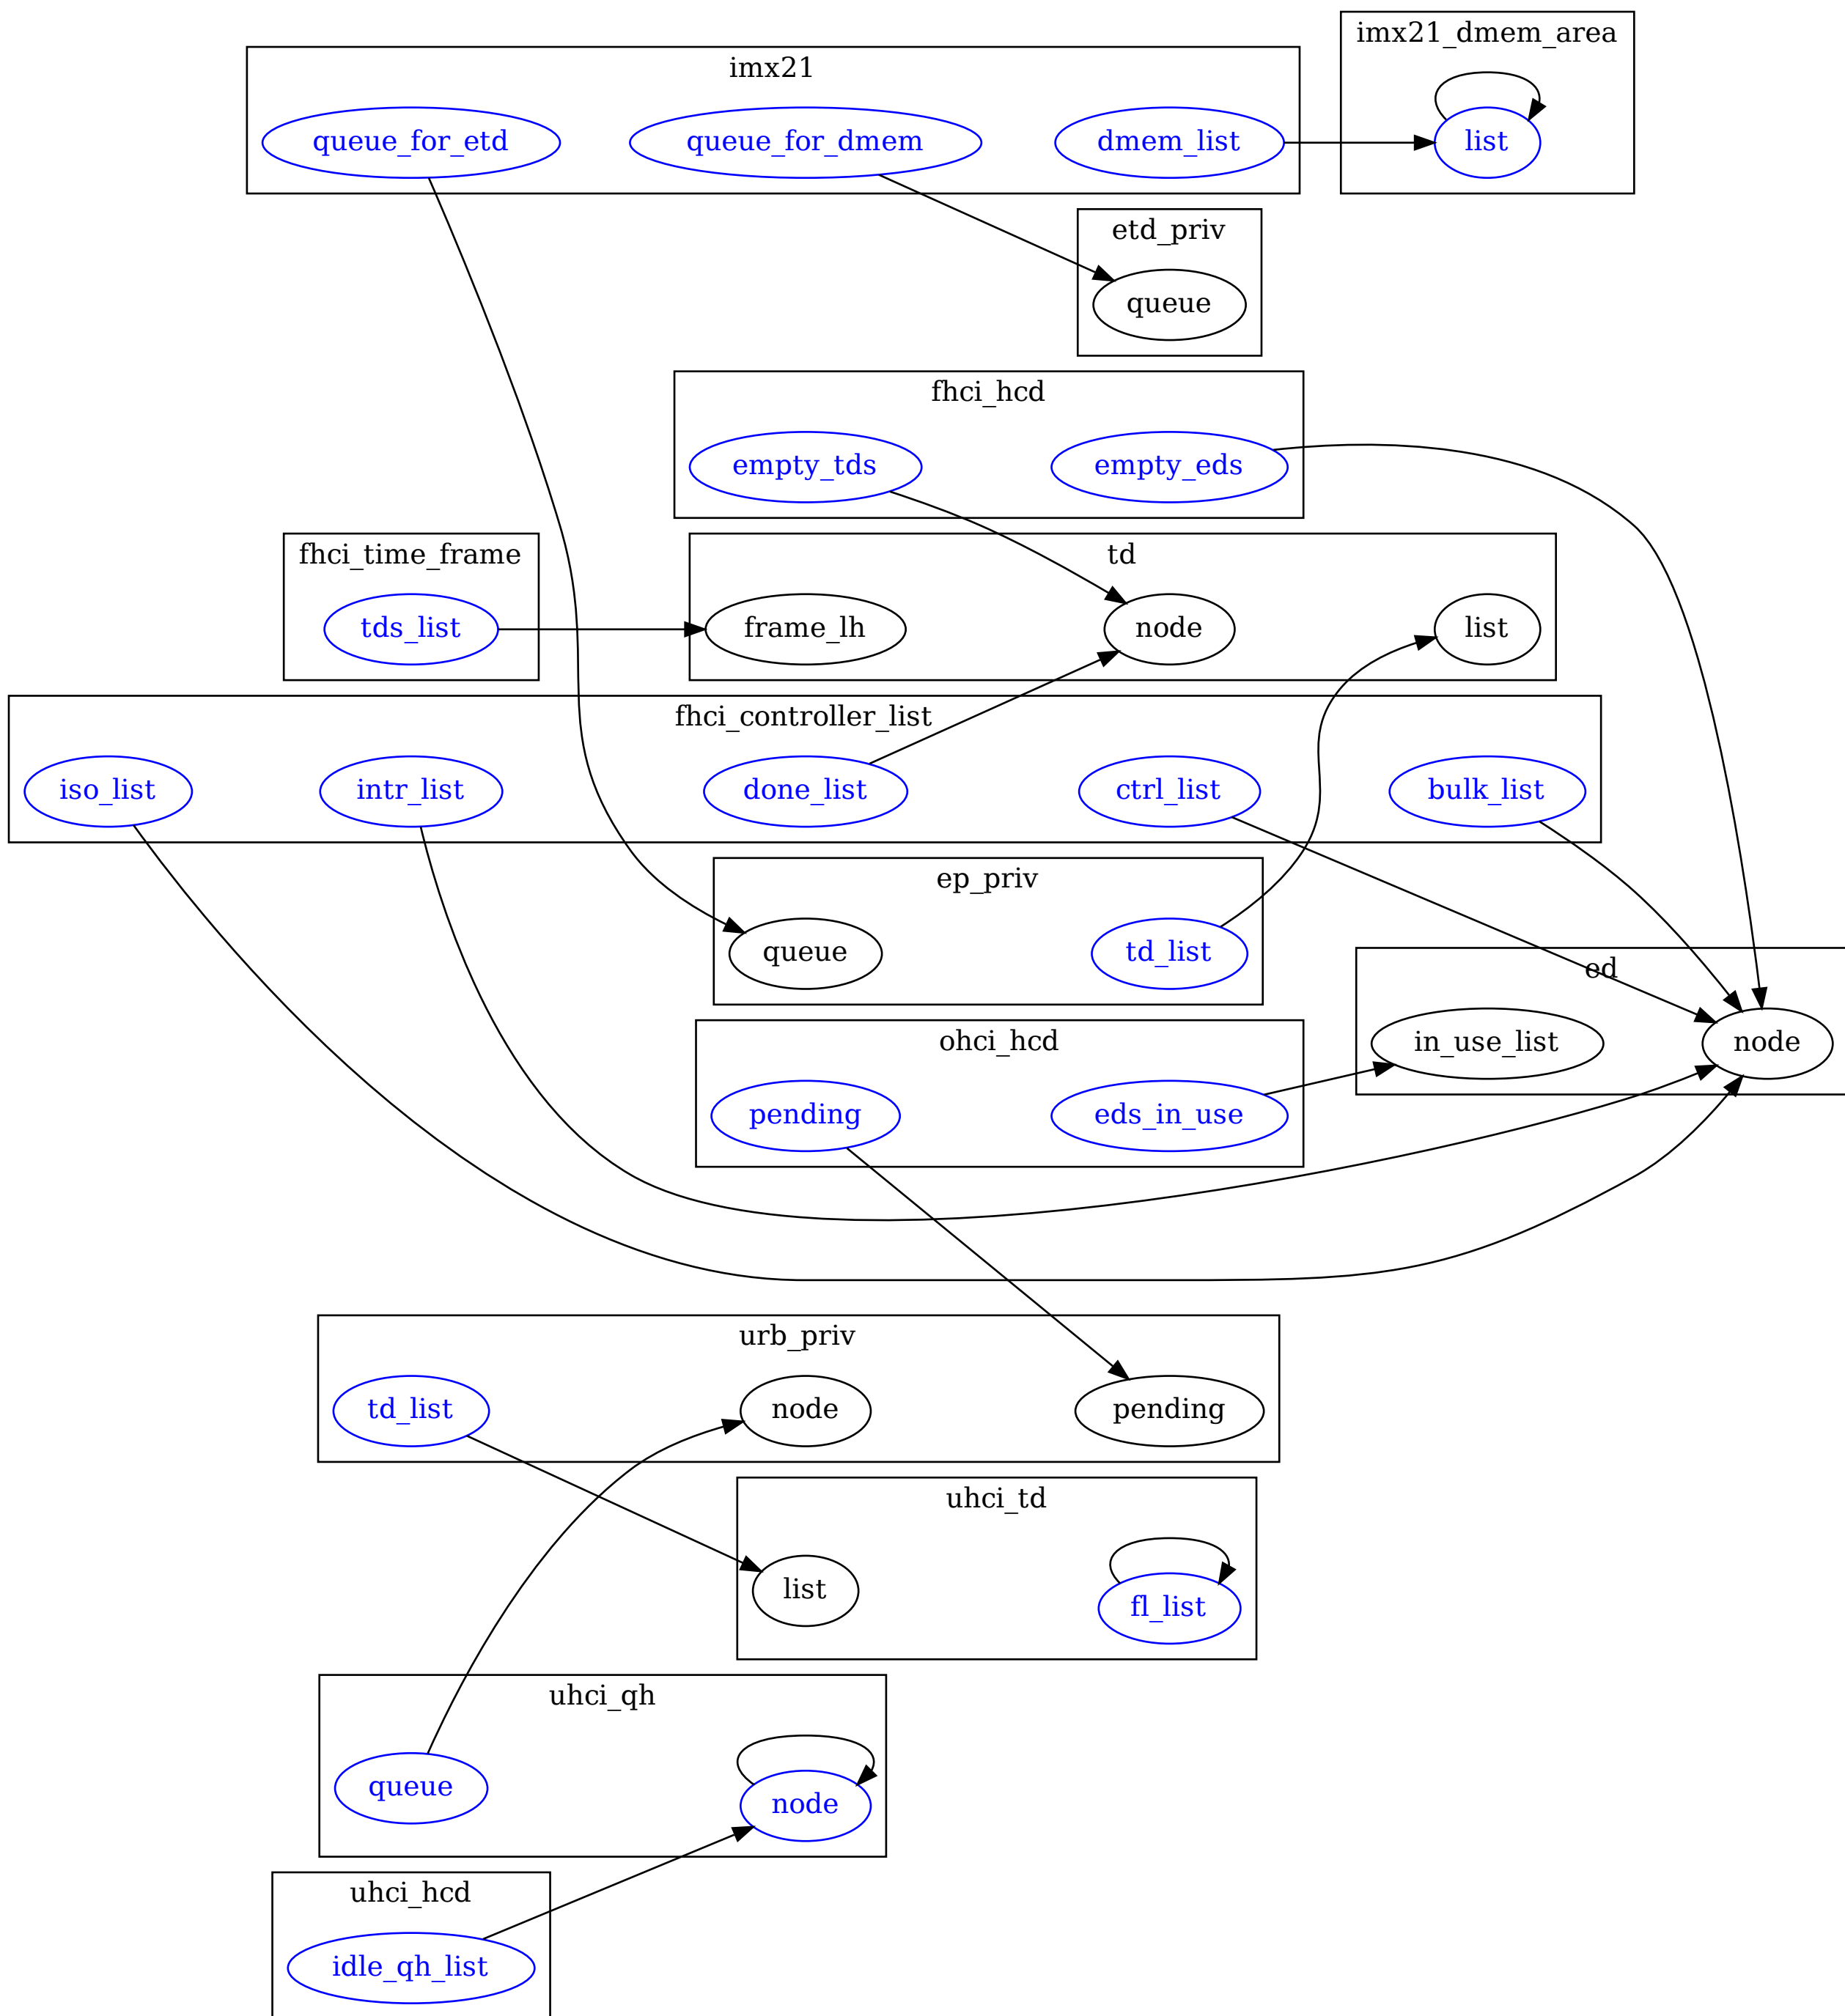 imx21_dmem_area
imx21
queue_for_etd
queue_for_dmem
dmem_list
list
etd_priv
queue
fhci_hcd
empty_tds
empty_eds
fhci_time_frame
td
tds_list
frame_lh
node
list
fhci_controller_list
iso_list
intr_list
done_list
ctrl_list
bulk_list
ep_priv
queue
td_list
ed
in_use_list
node
ohci_hcd
pending
eds_in_use
urb_priv
td_list
node
pending
uhci_td
list
fl_list
uhci_qh
queue
node
uhci_hcd
idle_qh_list